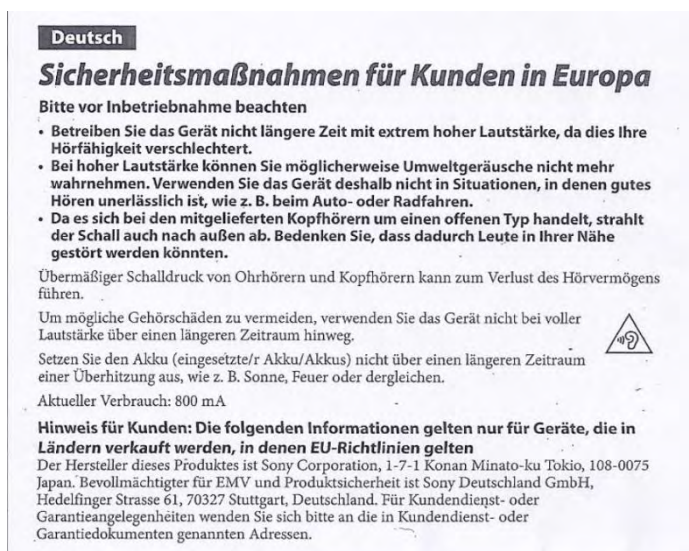 Deutsch
Sicherheitsmaßnahmen für Kunden in Europa
Bitte vor Inbetriebnahme beachten
• Betreiben Sie das Gerät nicht längere Zeit mit extrem hoher Lautstärke, da dies Ihre
Hörfähigkeit verschlechtert.
• Bei hoher Lautstärke können Sie möglicherweise Umweltgeräusche nicht mehr
wahrnehmen. Verwenden Sie das Gerät deshalb nicht in Situationen, in denen gutes
Hören unerlässlich ist, wie z. B. beim Auto- oder Radfahren.
• Da es sich bei den mitgelieferten Kopfhörern um einen offenen Typ handelt, strahlt
der Schall auch nach außen ab. Bedenken Sie, dass dadurch Leute in Ihrer Nähe
gestört werden könnten.
Übermäßiger Schalldruck von Ohrhörern und Kopfhörern kann zum Verlust des Hörvermögens
führen.
Um mögliche Gehörschäden zu vermeiden, verwenden Sie das Gerät nicht bei voller
Lautstärke über einen längeren Zeitraum hinweg.
Setzen Sie den Akku (eingesetzte/r Akku/Akkus) nicht über einen längeren Zeitraum
einer Überhitzung aus, wie z. B. Sonne, Feuer oder dergleichen.
Aktueller Verbrauch: 800 mA
Hinweis für Kunden: Die folgenden Informationen gelten nur für Geräte, die in
Ländern verkauft werden, in denen EU-Richtlinien gelten
Der Hersteller dieses Produktes ist Sony Corporation, 1-7-1 Konan Minato-ku Tokio, 108-0075
Japan. Bevollmächtigter für EMV und Produktsicherheit ist Sony Deutschland GmbH,
Hedelfinger Strasse 61, 70327 Stuttgart, Deutschland. Für Kundendienst- oder
Garantieangelegenheiten wenden Sie sich bitte an die in Kundendienst- oder
Garantiedokumenten genannten Adressen.